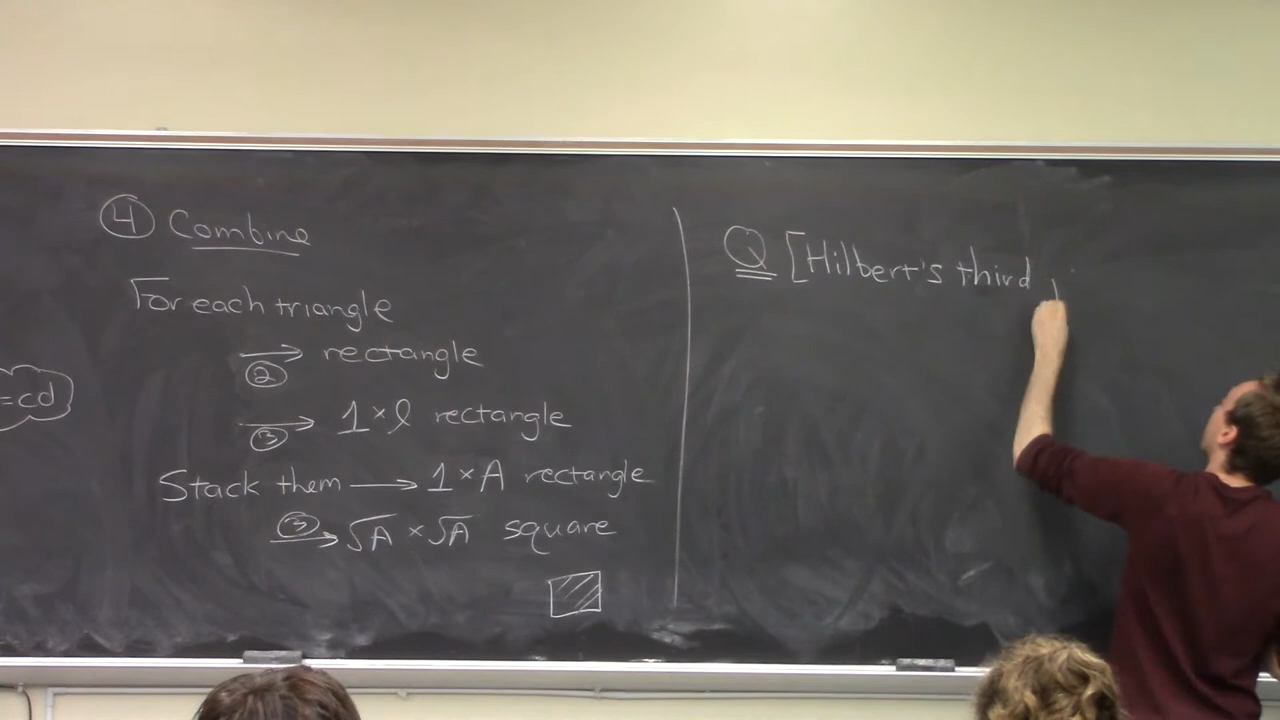 ④ Combine
For each triangle
② → rectangle
③ → 1 × l rectangle
Stack them → 1 × A rectangle
③ → √A × √A square
=cd
Q [Hilbert's third